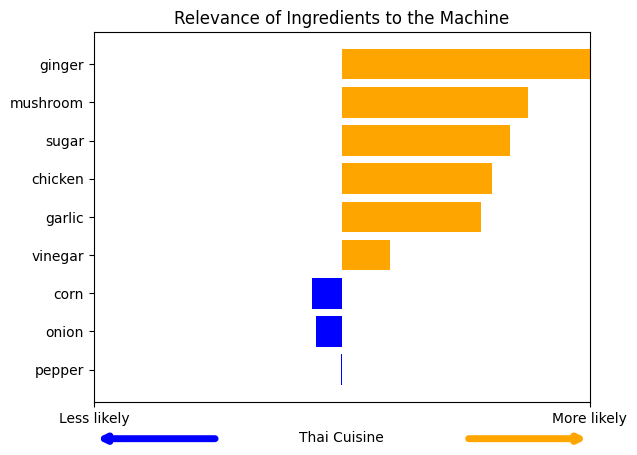 Relevance of Ingredients to the Machine
ginger
mushroom
sugar
chicken
garlic
vinegar
corn
onion
pepper
Less likely
More likely
Thai Cuisine